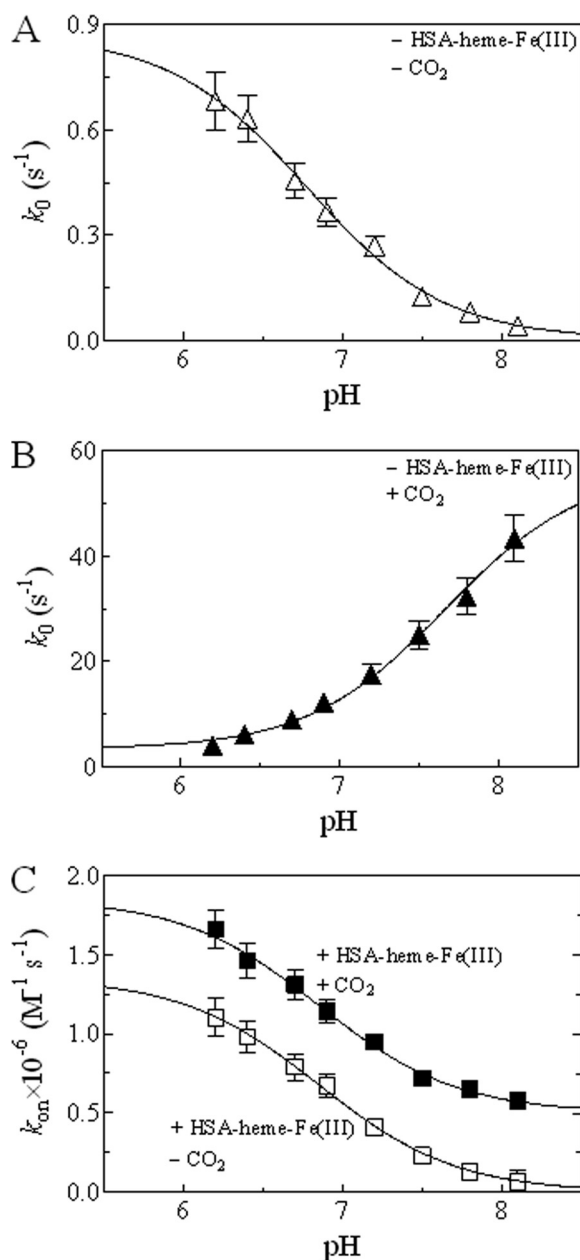 A
0.9
− HSA-heme-Fe(III)
− CO2
0.6
k0 (s−1)
0.3
0.0
6 7 8
pH
B
60
− HSA-heme-Fe(III)
+ CO2
40
k0 (s−1)
20
0
6 7 8
pH
C
2.0
1.5
+ HSA-heme-Fe(III)
+ CO2
kon×10−6 (M−1 s−1)
1.0
0.5
+ HSA-heme-Fe(III)
− CO2
0.0
6 7 8
pH